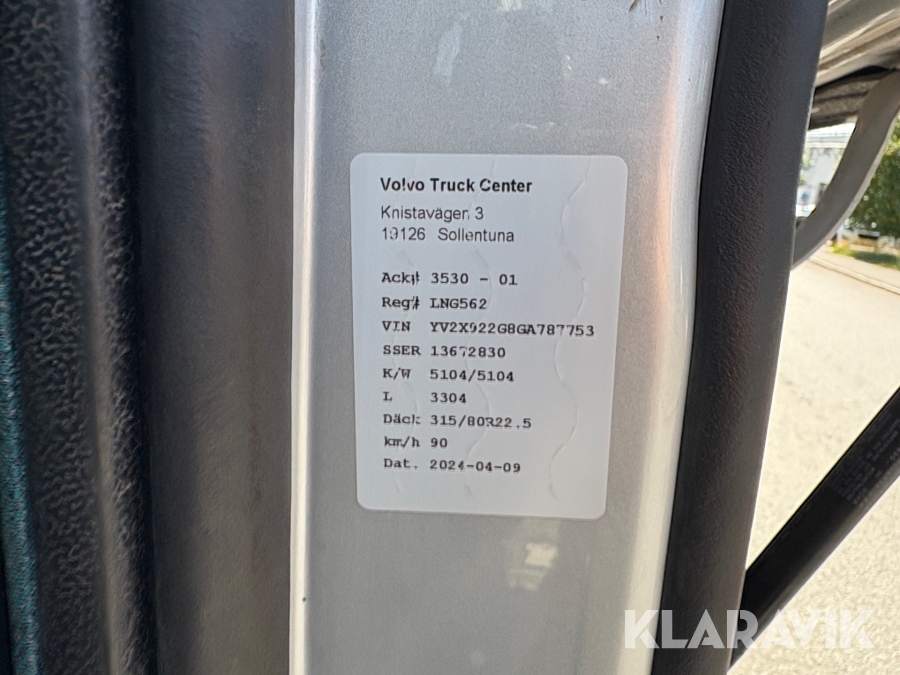 Volvo Truck Center
Knistavägen 3
19126 Sollentuna
Ack# 3530 - 01
Reg# LNG562
VIN YV2X922G8GA787753
SSER 13672830
K/W 5104/5104
L 3304
Däck 315/80R22.5
km/h 90
Dat. 2024-04-09
KLARAVIK